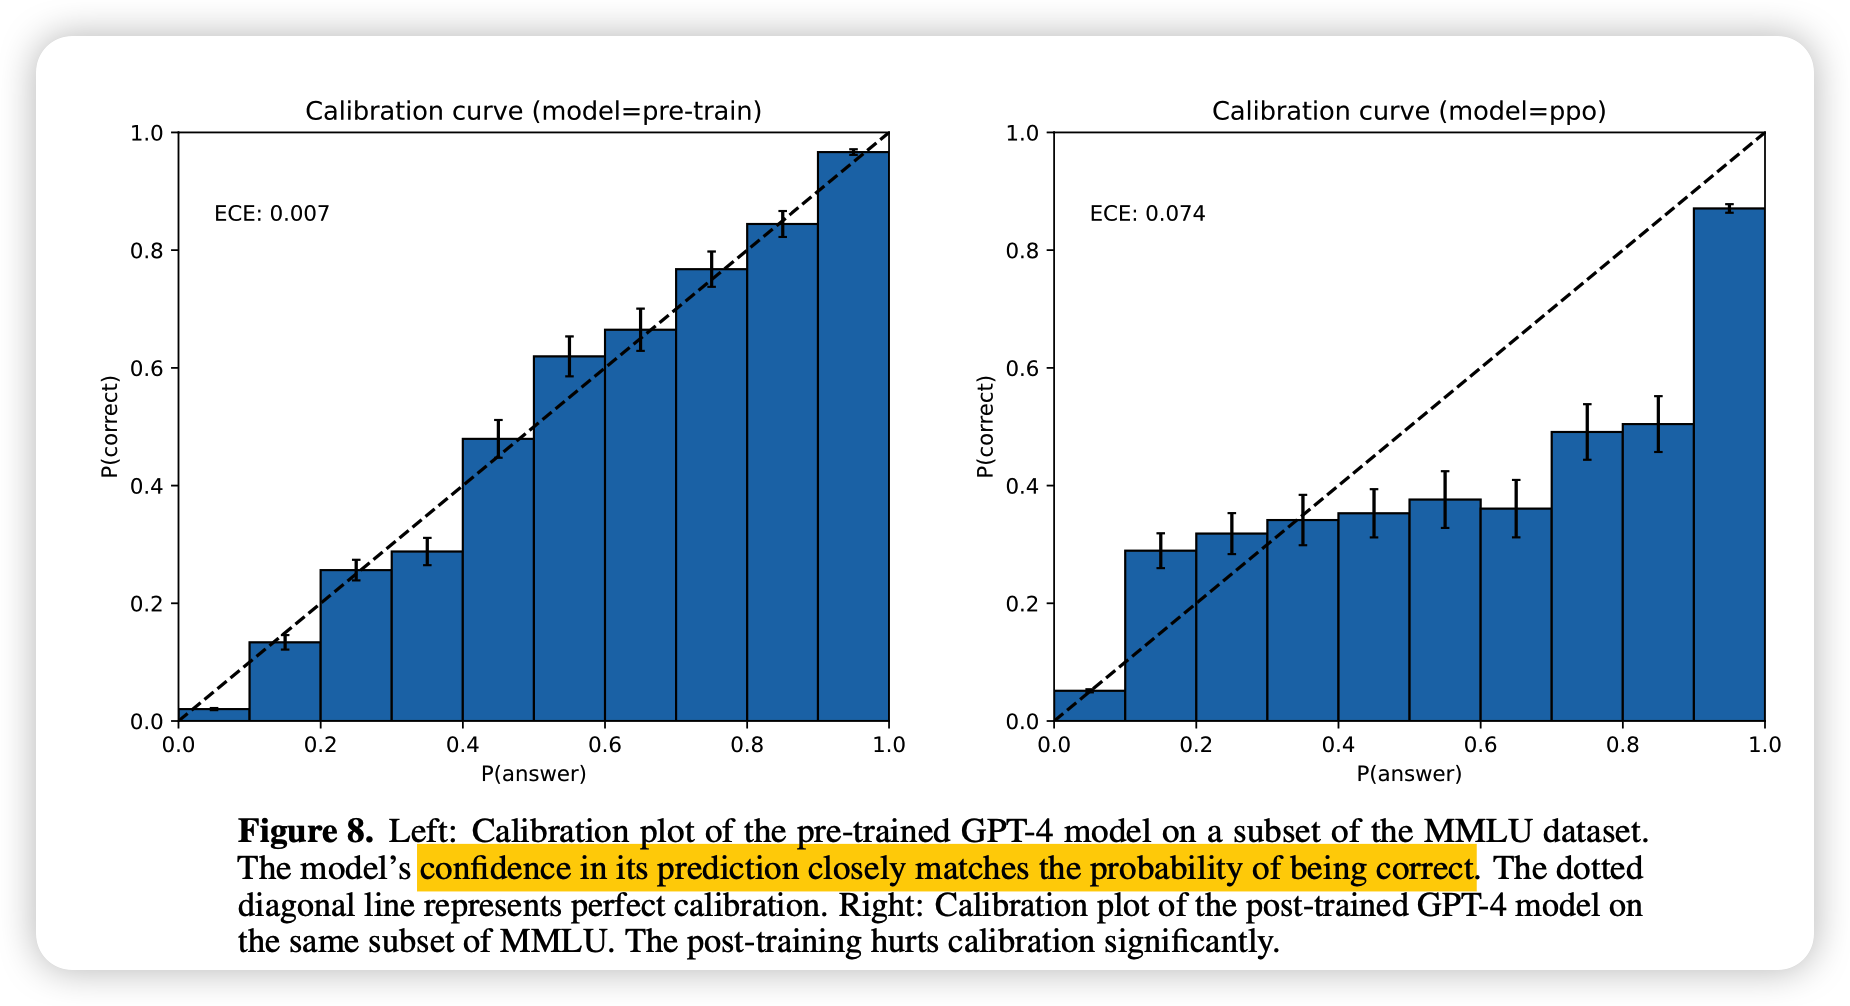 Calibration curve (model=pre-train)
1.0
0.8
0.6
0.4
0.2
0.0
P(correct)
ECE: 0.007
0.0 0.2 0.4 0.6 0.8 1.0
P(answer)
Calibration curve (model=ppo)
1.0
0.8
0.6
0.4
0.2
0.0
P(correct)
ECE: 0.074
0.0 0.2 0.4 0.6 0.8 1.0
P(answer)
Figure 8. Left: Calibration plot of the pre-trained GPT-4 model on a subset of the MMLU dataset.
The model's confidence in its prediction closely matches the probability of being correct. The dotted
diagonal line represents perfect calibration. Right: Calibration plot of the post-trained GPT-4 model on
the same subset of MMLU. The post-training hurts calibration significantly.